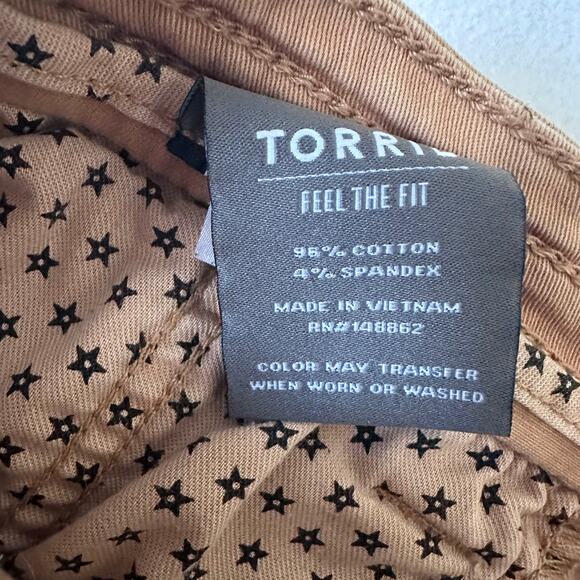 TORRID
FEEL THE FIT
96% COTTON
4% SPANDEX
MADE IN VIETNAM
RN#148862
COLOR MAY TRANSFER
WHEN WORN OR WASHED